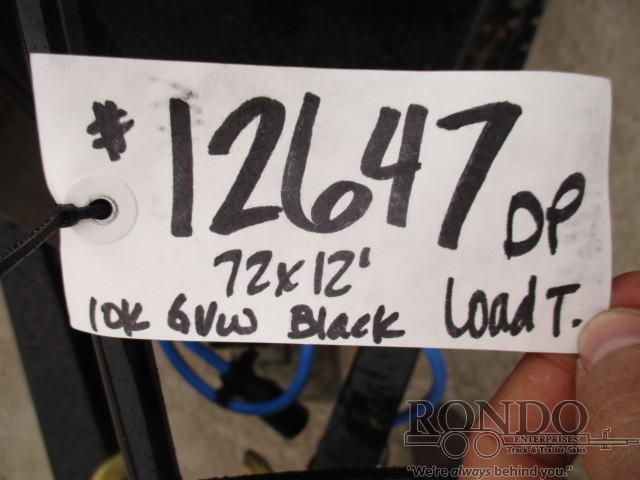 * 12647 DP
72x12'
10K GVW Black Load T.
RONDO
ENTERPRISES
Truck & Trailer Sales
"We're always behind you."